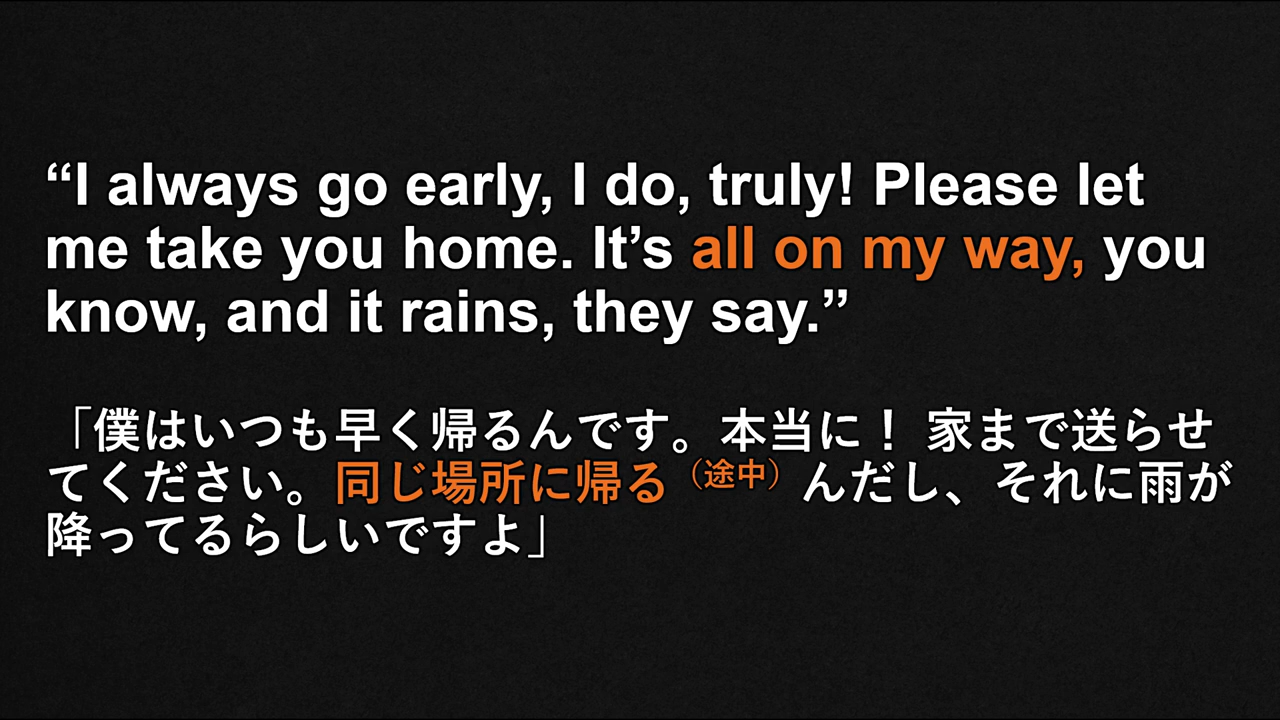 “I always go early, I do, truly! Please let
me take you home. It’s all on my way, you
know, and it rains, they say.”
「僕はいつも早く帰るんです。本当に！ 家まで送らせ
てください。同じ場所に帰る（途中）んだし、それに雨が
降ってるらしいですよ」